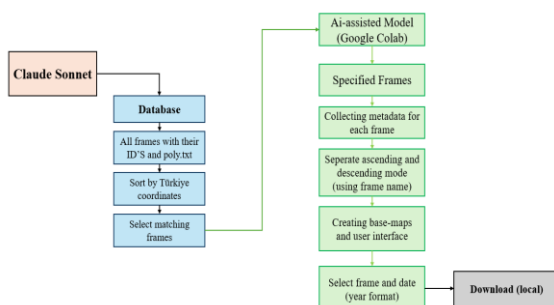 Claude Sonnet
Database
All frames with their
ID'S and poly.txt
Sort by Türkiye
coordinates
Select matching
frames
Ai-assisted Model
(Google Colab)
Specified Frames
Collecting metadata for
each frame
Seperate ascending and
descending mode
(using frame name)
Creating base-maps
and user interface
Select frame and date
(year format)
Download (local)